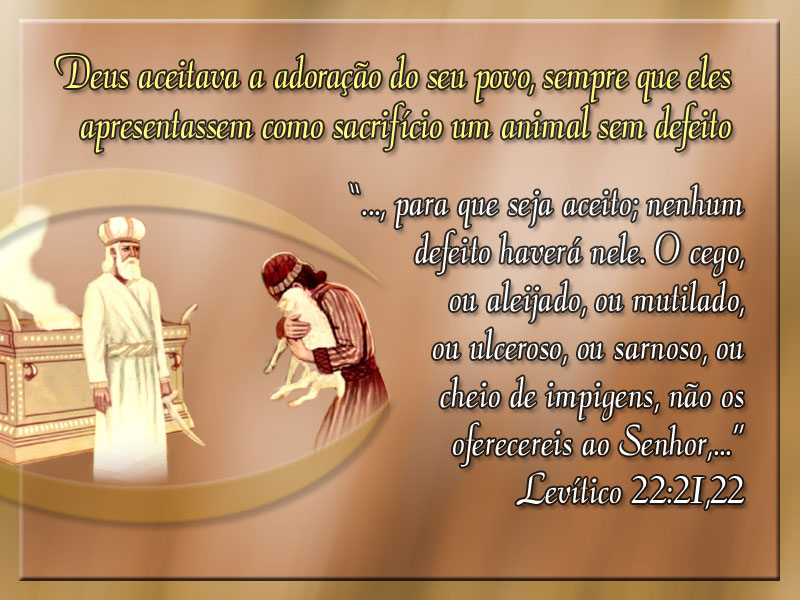 Deus aceitava a adoração do seu povo, sempre que eles
apresentassem como sacrifício um animal sem defeito
“..., para que seja aceito; nenhum
defeito haverá nele. O cego,
ou aleijado, ou mutilado,
ou ulceroso, ou sarnoso, ou
cheio de impigens, não os
oferecereis ao Senhor,...”
Levítico 22:21,22